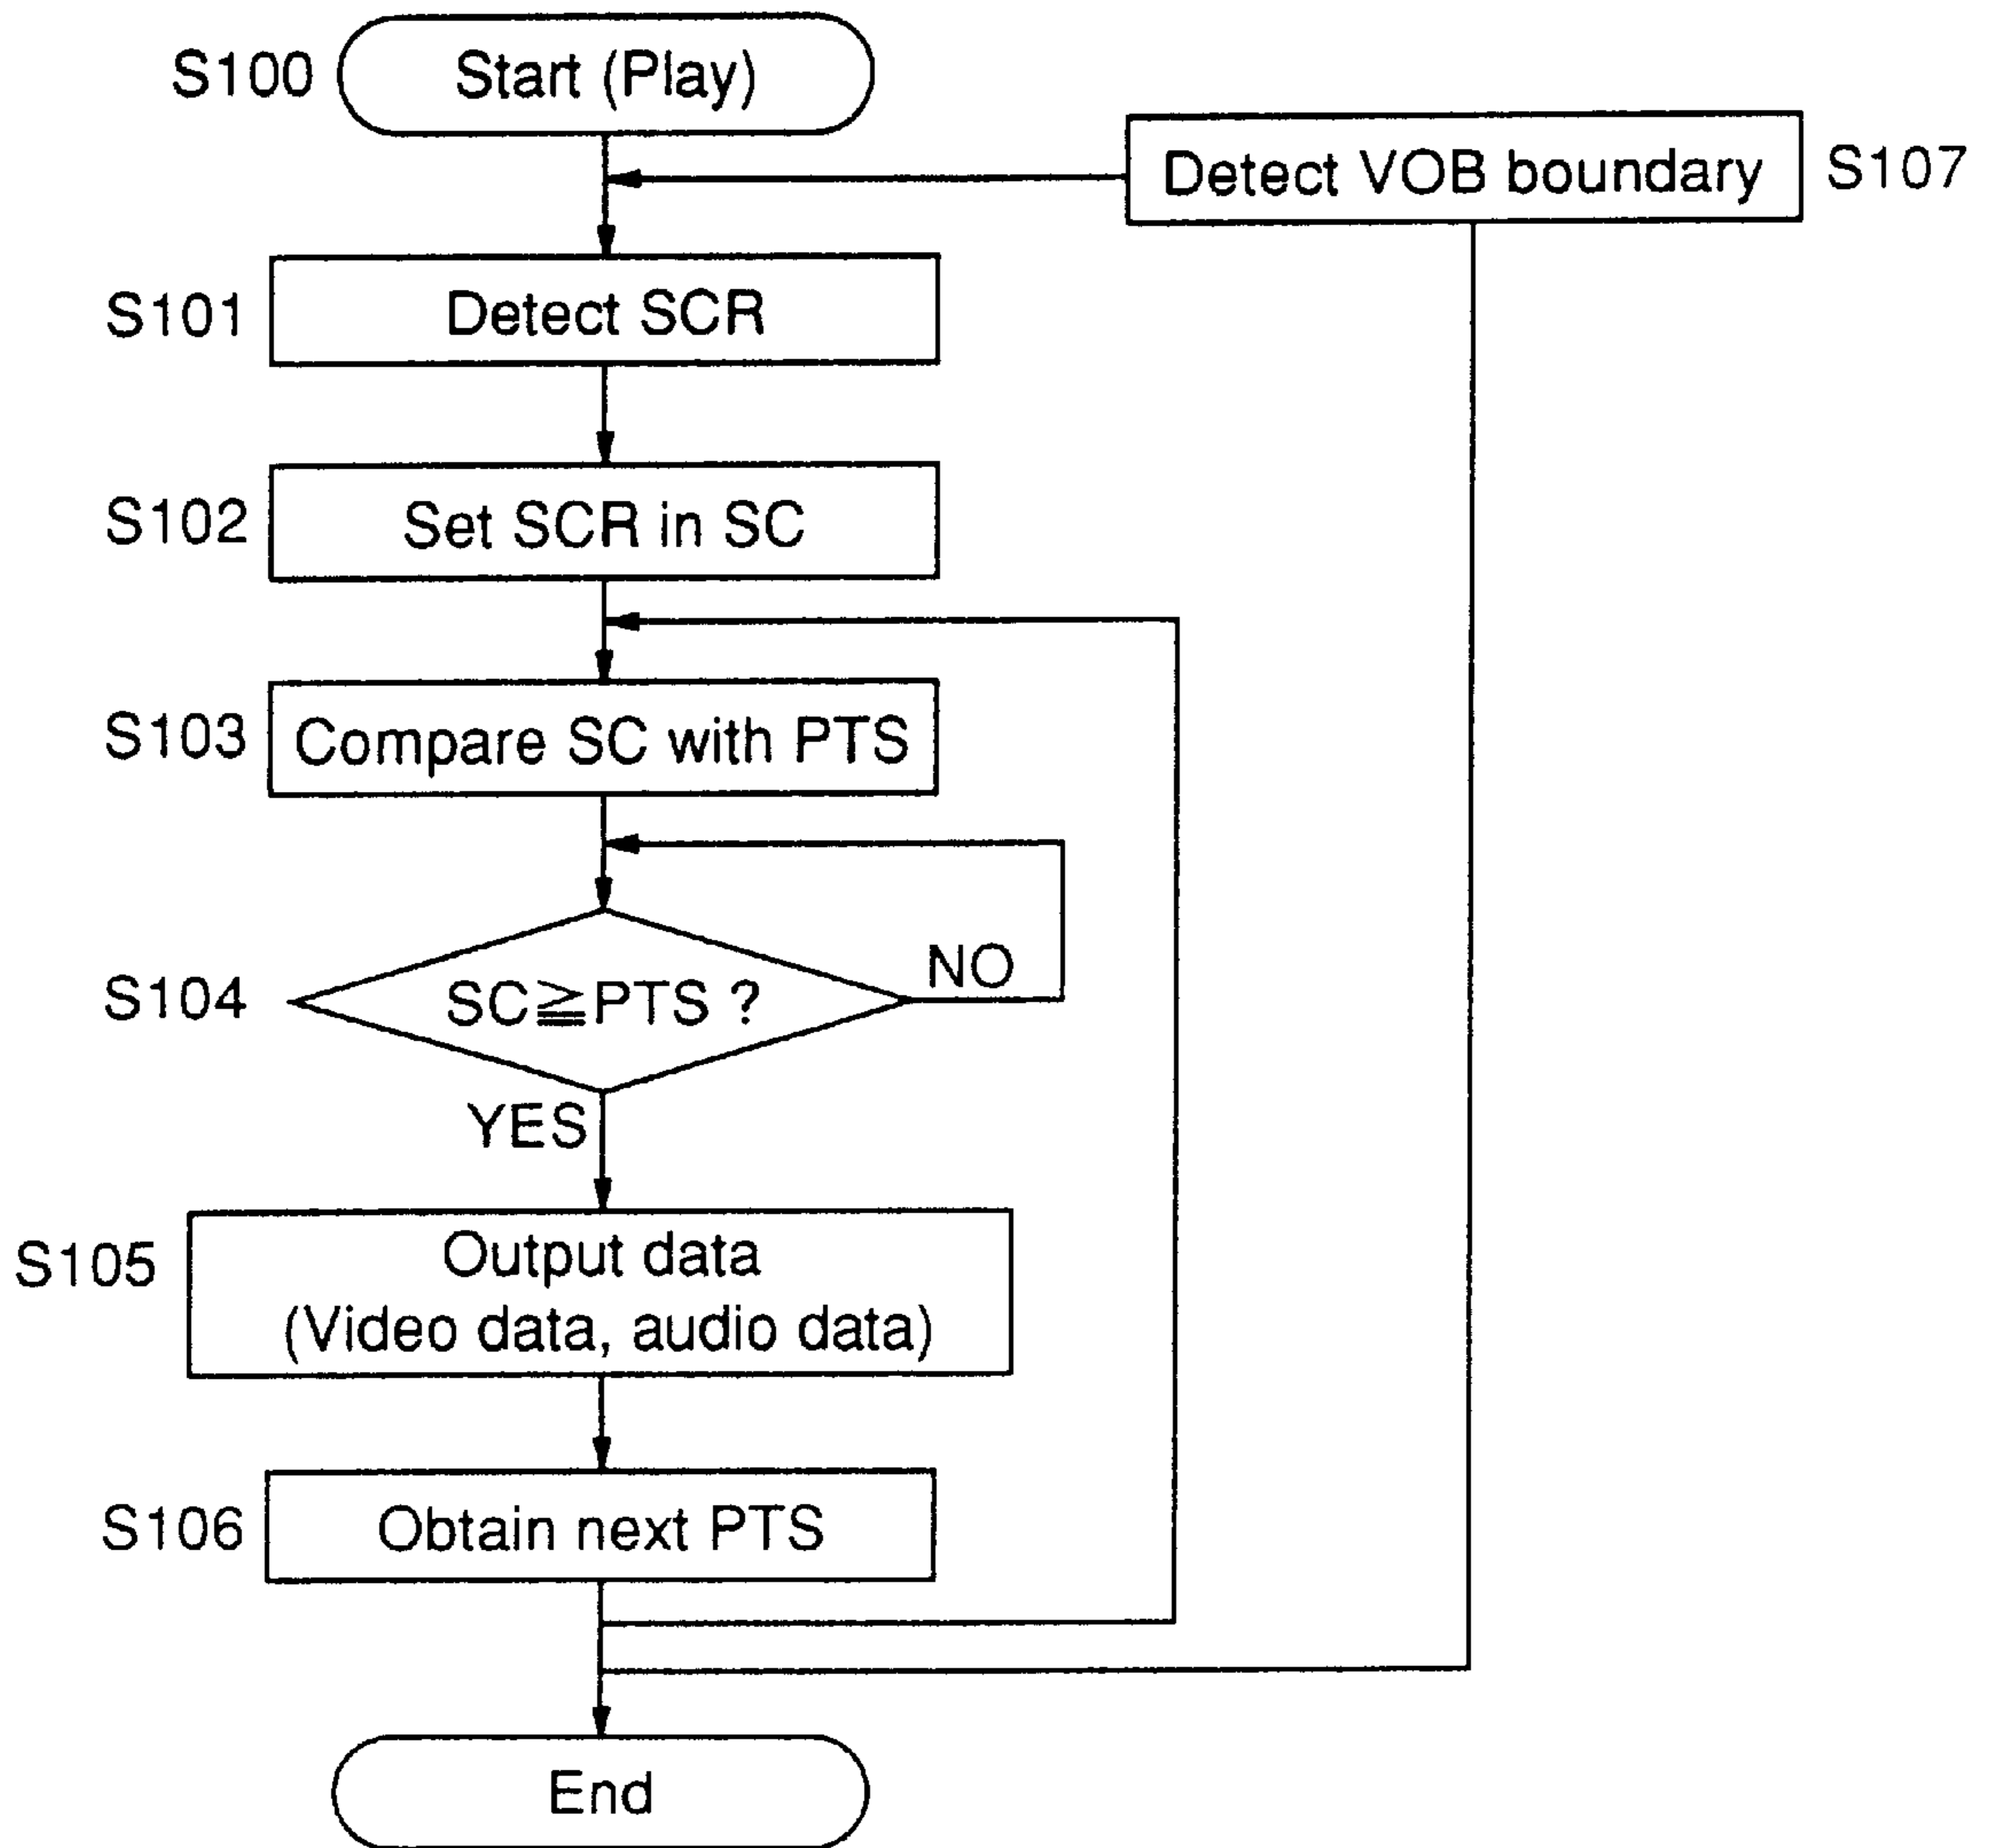 S100
Start (Play)
Detect VOB boundary
S107
S101
Detect SCR
S102
Set SCR in SC
S103
Compare SC with PTS
S104
SC≧PTS ?
NO
YES
S105
Output data
(Video data, audio data)
S106
Obtain next PTS
End